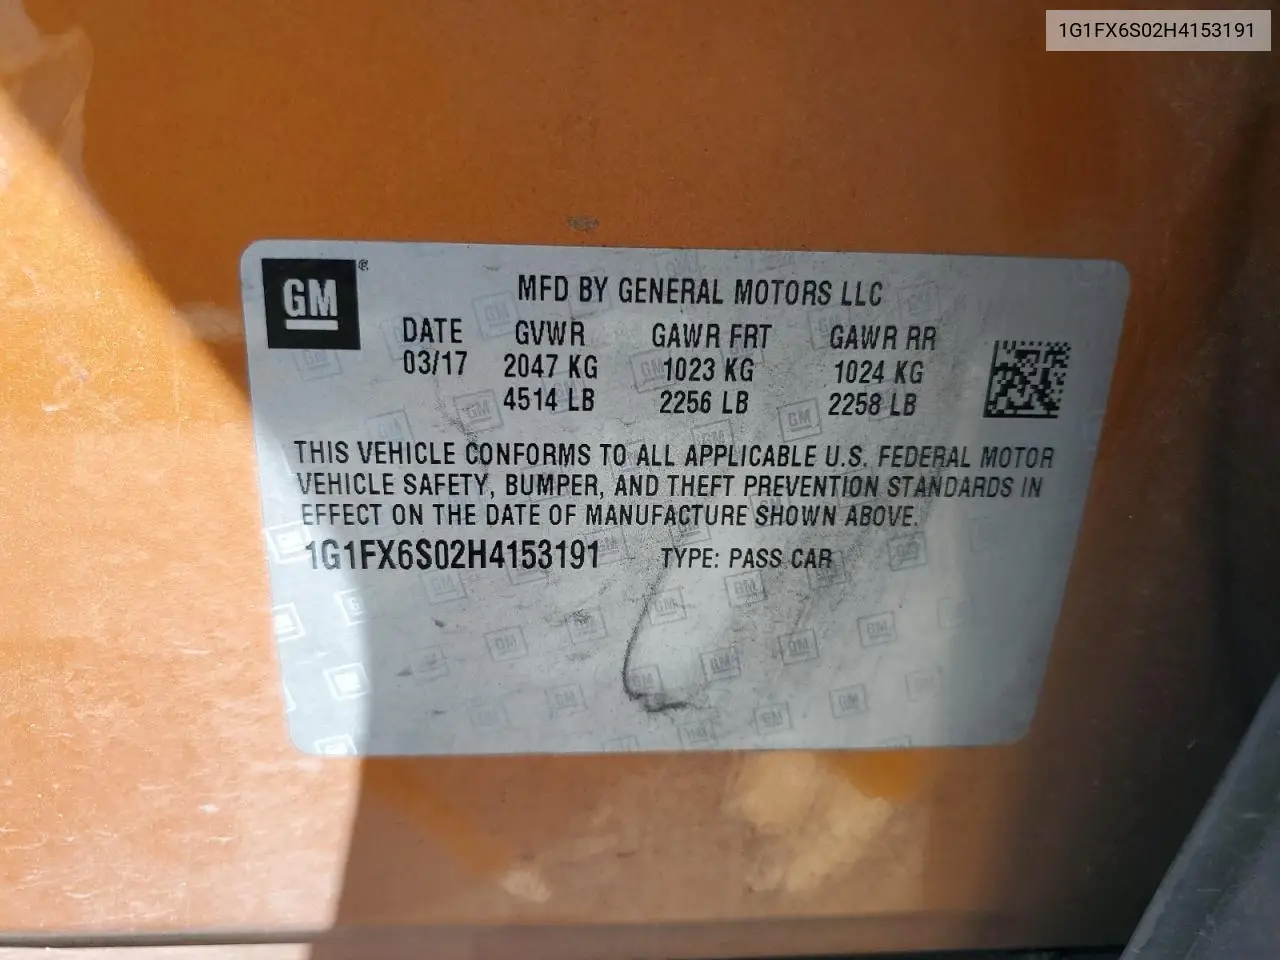 1G1FX6S02H4153191
GM®
MFD BY GENERAL MOTORS LLC
DATE GVWR GAWR FRT GAWR RR
03/17 2047 KG 1023 KG 1024 KG
4514 LB 2256 LB 2258 LB
THIS VEHICLE CONFORMS TO ALL APPLICABLE U.S. FEDERAL MOTOR
VEHICLE SAFETY, BUMPER, AND THEFT PREVENTION STANDARDS IN
EFFECT ON THE DATE OF MANUFACTURE SHOWN ABOVE.
1G1FX6S02H4153191 TYPE: PASS CAR